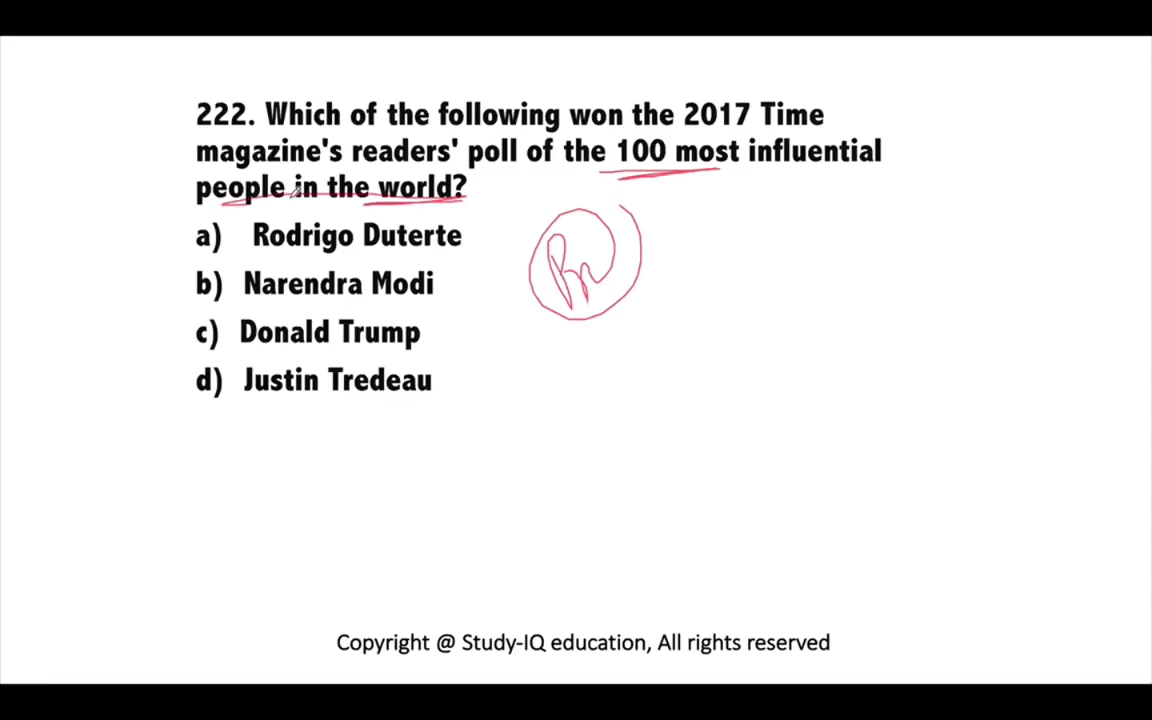 222. Which of the following won the 2017 Time
magazine's readers' poll of the 100 most influential
people in the world?
a) Rodrigo Duterte
b) Narendra Modi
c) Donald Trump
d) Justin Tredeau
Copyright @ Study-IQ education, All rights reserved